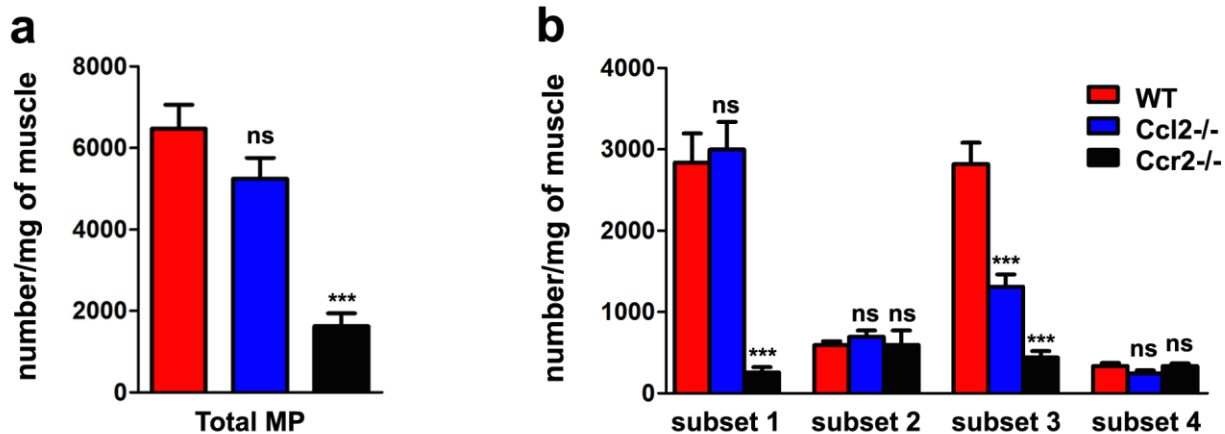 a
number/mg of muscle
8000
6000
4000
2000
0
ns
***
Total MP
b
number/mg of muscle
4000
3000
2000
1000
0
ns
***
ns
ns
***
***
ns
ns
subset 1
subset 2
subset 3
subset 4
WT
Ccl2-/-
Ccr2-/-